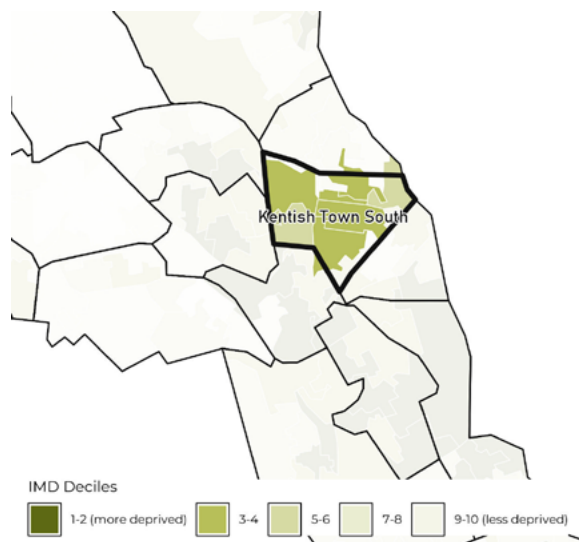 Kentish Town South
IMD Deciles
1-2 (more deprived)
3-4
5-6
7-8
9-10 (less deprived)